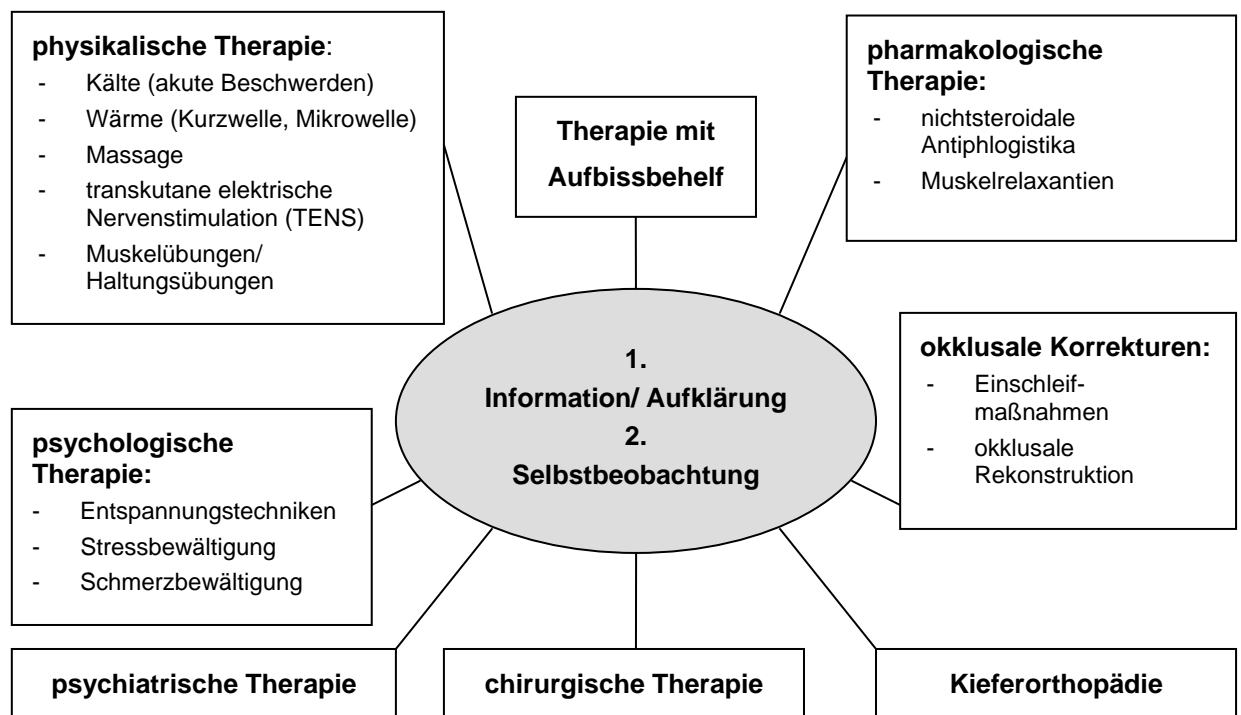 physikalische Therapie:
- Kälte (akute Beschwerden)
- Wärme (Kurzwelle, Mikrowelle)
- Massage
- transkutane elektrische
Nervenstimulation (TENS)
- Muskelübungen/
Haltungsübungen
Therapie mit
Aufbissbehelf
pharmakologische
Therapie:
- nichtsteroidale
Antiphlogistika
- Muskelrelaxantien
1.
Information/ Aufklärung
2.
Selbstbeobachtung
okklusale Korrekturen:
- Einschleif-
maßnahmen
- okklusale
Rekonstruktion
psychologische
Therapie:
- Entspannungstechniken
- Stressbewältigung
- Schmerzbewältigung
psychiatrische Therapie
chirurgische Therapie
Kieferorthopädie